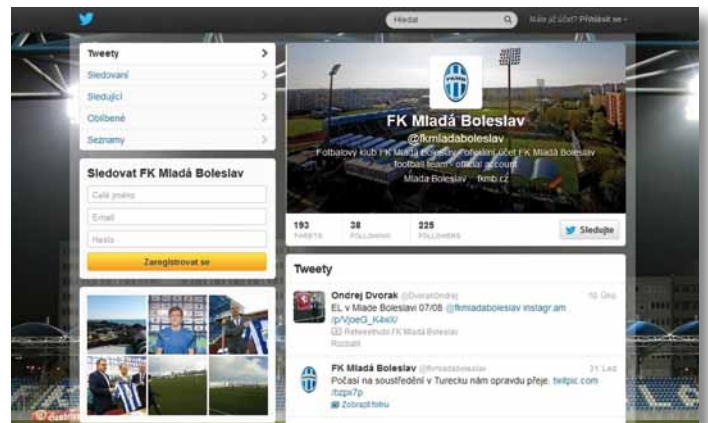 Hledat
Máte již účet? Přihlásit se
Tweety
Sledovaní
Sledující
Oblíbené
Seznamy
Sledovat FK Mladá Boleslav
Celé jméno
Email
Heslo
Zaregistrovat se
FKMB
FK Mladá Boleslav
@fkmladaboleslav
Fotbalový klub FK Mladá Boleslav účet FK Mladá Boleslav
football team - official account
Mladá Boleslav fkmb.cz
193
TWEETS
38
FOLLOWING
225
FOLLOWERS
Sledujte
Tweety
Ondrej Dvorak @DvorakOndrej 10. Úno
EL v Mlade Boleslavi 07/08 @fkmladaboleslav instagr.am
Retweetnuto FK Mladá Boleslav
Rozbalit
FK Mladá Boleslav @fkmladaboleslav 31. Led
Počasí na soustředění v Turecku nám opravdu přeje. twitpic.com
/bzpx7p
Zobrazit fotku